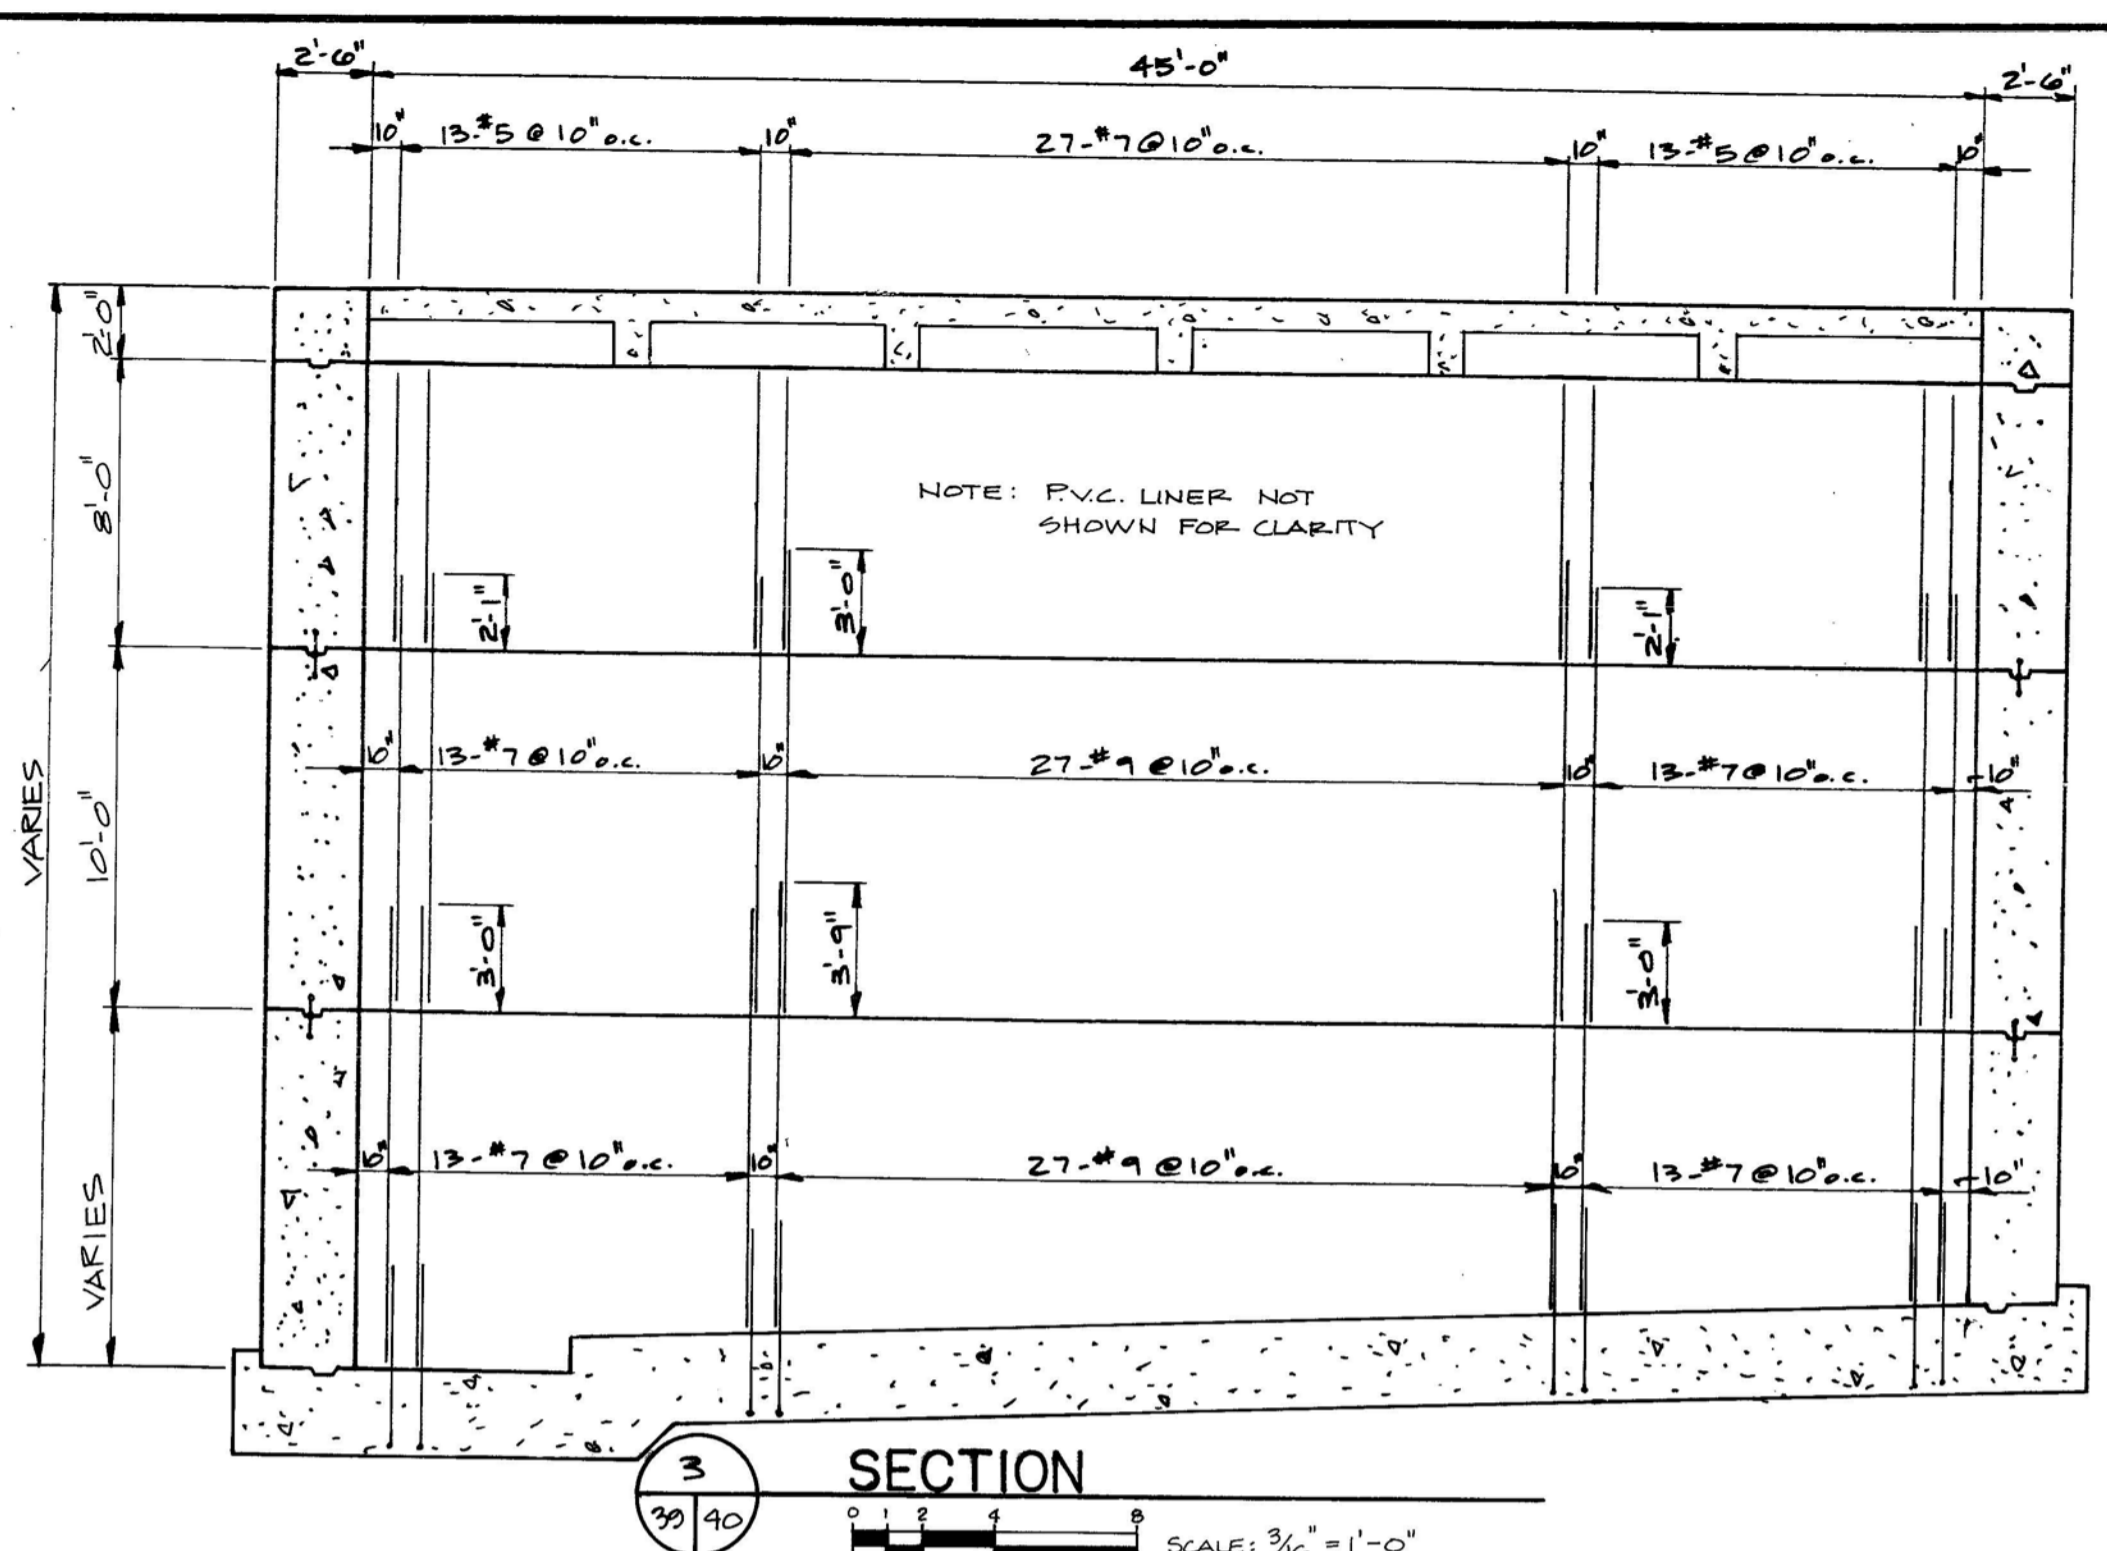 2'-6"
45'-0"
2'-6"
10"
13-#5 @ 10" o.c.
10"
27-#7 @ 10" o.c.
10"
13-#5 @ 10" o.c.
10"
2'-0"
8'-0"
NOTE: P.V.C. LINER NOT
SHOWN FOR CLARITY
2'-1"
3'-0"
2'-1"
VARIES
10'-0"
10"
13-#7 @ 10" o.c.
10"
27-#9 @ 10" o.c.
10"
13-#7 @ 10" o.c.
10"
3'-0"
3'-9"
3'-0"
VARIES
10"
13-#7 @ 10" o.c.
10"
27-#9 @ 10" o.c.
10"
13-#7 @ 10" o.c.
10"
3
39 40
SECTION
0 1 2 4 8
SCALE: 3/16" = 1'-0"